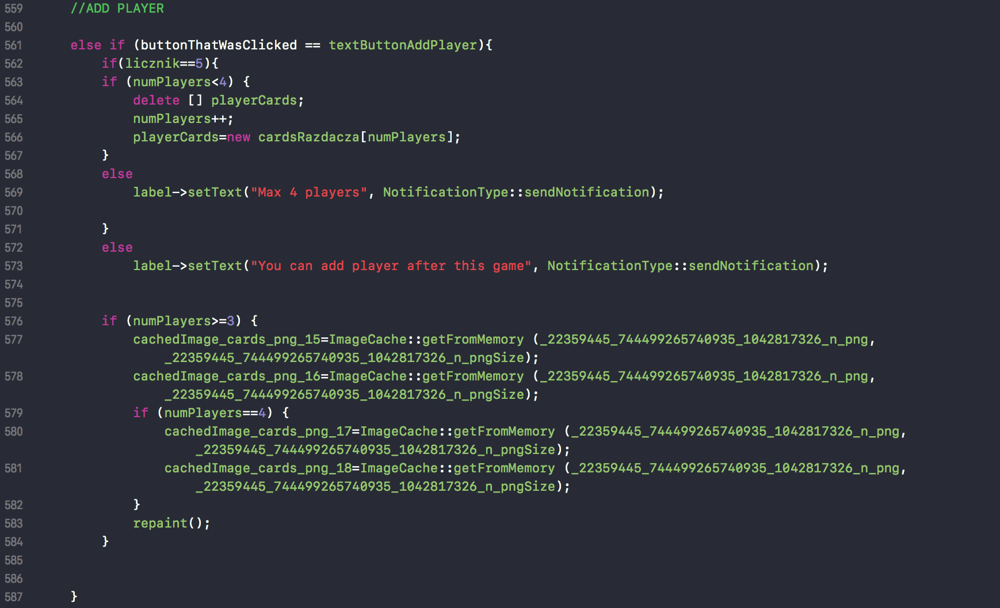 559 //ADD PLAYER
560
561 else if (buttonThatWasClicked == textButtonAddPlayer){
562 if(licznik==5){
563 if (numPlayers<4) {
564 delete [] playerCards;
565 numPlayers++;
566 playerCards=new cardsRazdacza[numPlayers];
567 }
568 else
569 label->setText("Max 4 players", NotificationType::sendNotification);
570
571 }
572 else
573 label->setText("You can add player after this game", NotificationType::sendNotification);
574
575
576 if (numPlayers>=3) {
577 cachedImage_cards_png_15=ImageCache::getFromMemory (_22359445_744499265740935_1042817326_n_png,
_22359445_744499265740935_1042817326_n_pngSize);
578 cachedImage_cards_png_16=ImageCache::getFromMemory (_22359445_744499265740935_1042817326_n_png,
_22359445_744499265740935_1042817326_n_pngSize);
579 if (numPlayers==4) {
580 cachedImage_cards_png_17=ImageCache::getFromMemory (_22359445_744499265740935_1042817326_n_png,
_22359445_744499265740935_1042817326_n_pngSize);
581 cachedImage_cards_png_18=ImageCache::getFromMemory (_22359445_744499265740935_1042817326_n_png,
_22359445_744499265740935_1042817326_n_pngSize);
582 }
583 repaint();
584 }
585
586
587 }